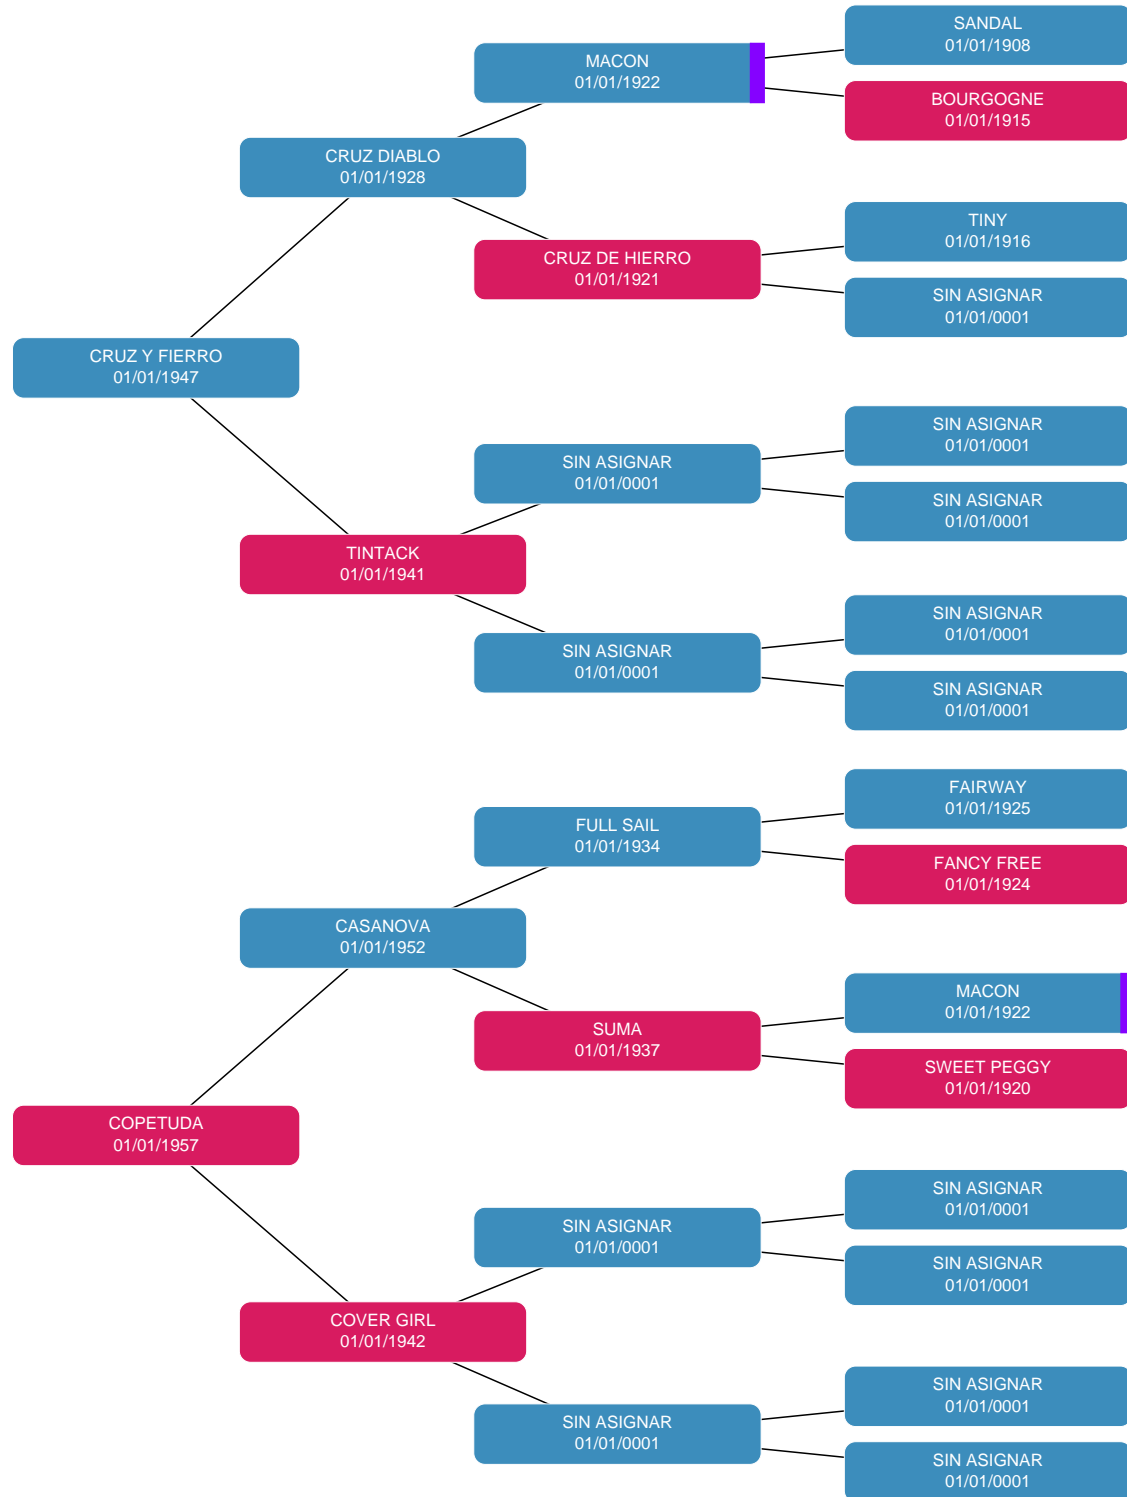 SANDAL
01/01/1908
MACON
01/01/1922
BOURGOGNE
01/01/1915
CRUZ DIABLO
01/01/1928
TINY
01/01/1916
CRUZ DE HIERRO
01/01/1921
SIN ASIGNAR
01/01/0001
CRUZ Y FIERRO
01/01/1947
SIN ASIGNAR
01/01/0001
SIN ASIGNAR
01/01/0001
SIN ASIGNAR
01/01/0001
TINTACK
01/01/1941
SIN ASIGNAR
01/01/0001
SIN ASIGNAR
01/01/0001
SIN ASIGNAR
01/01/0001
FAIRWAY
01/01/1925
FULL SAIL
01/01/1934
FANCY FREE
01/01/1924
CASANOVA
01/01/1952
MACON
01/01/1922
SUMA
01/01/1937
SWEET PEGGY
01/01/1920
COPETUDA
01/01/1957
SIN ASIGNAR
01/01/0001
SIN ASIGNAR
01/01/0001
SIN ASIGNAR
01/01/0001
COVER GIRL
01/01/1942
SIN ASIGNAR
01/01/0001
SIN ASIGNAR
01/01/0001
SIN ASIGNAR
01/01/0001